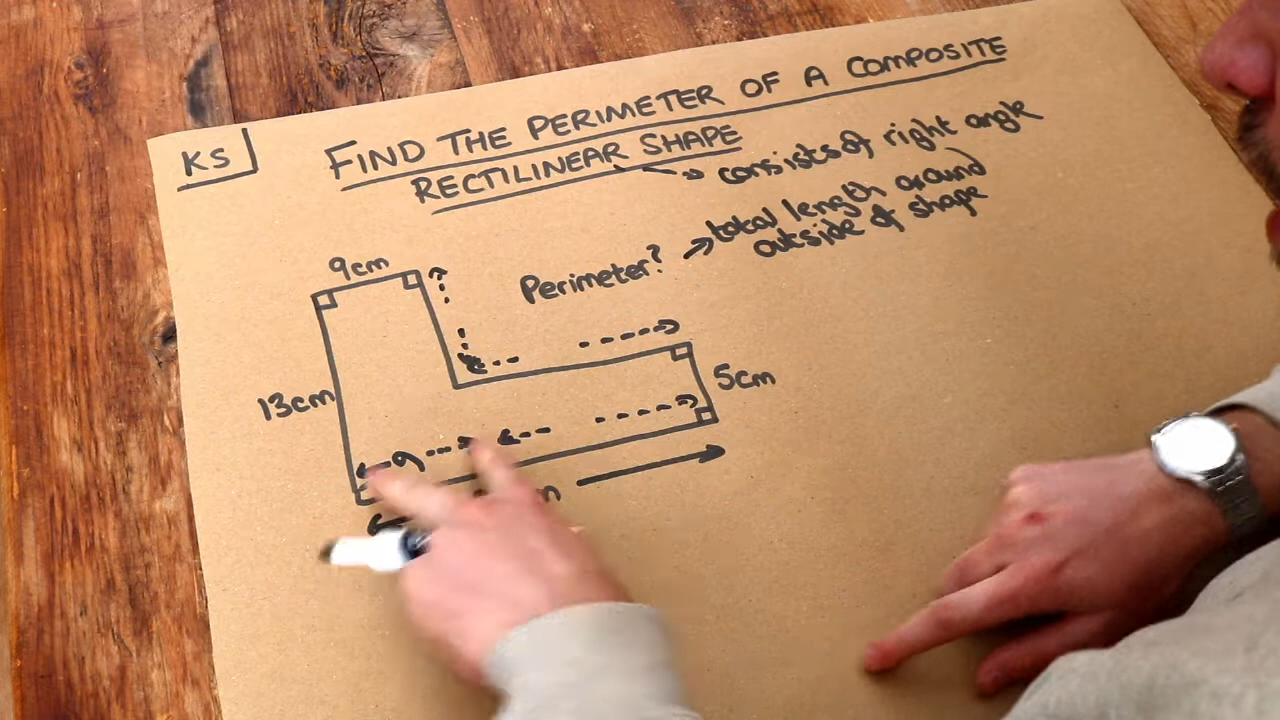 KS
FIND THE PERIMETER OF A COMPOSITE
RECTILINEAR SHAPE
consists of right angle
Perimeter?
total length around
outside of shape
9cm
13cm
5cm
9